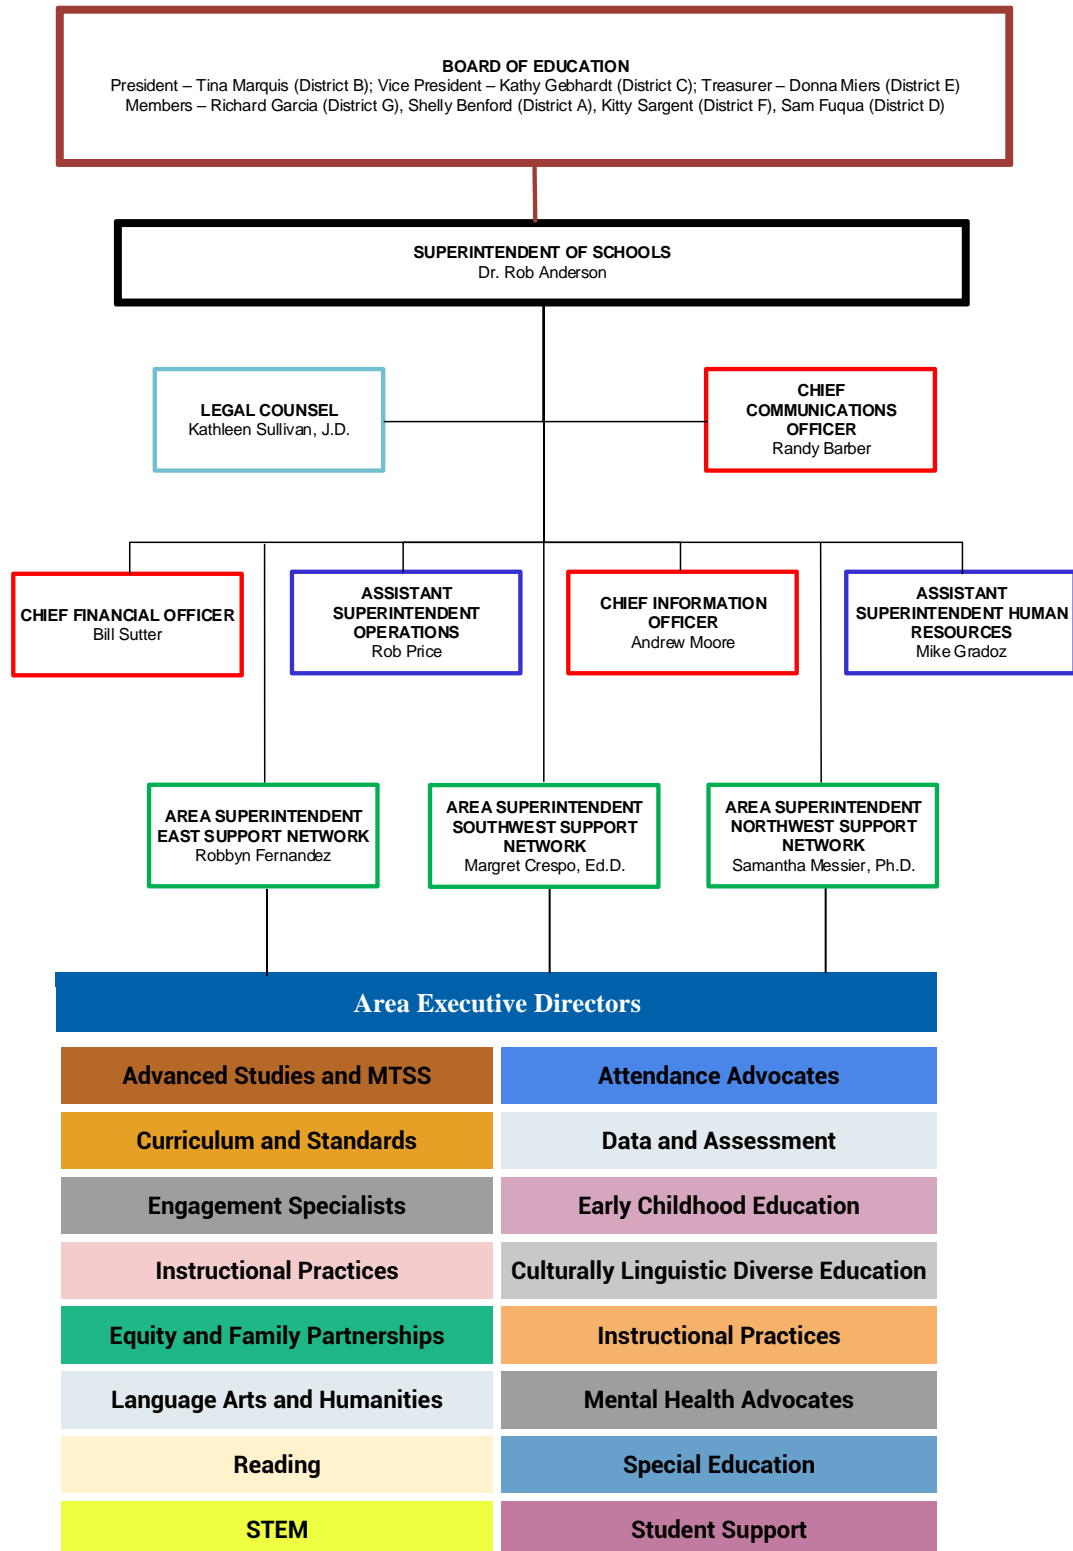 BOARD OF EDUCATION
President – Tina Marquis (District B); Vice President – Kathy Gebhardt (District C); Treasurer – Donna Miers (District E)
Members – Richard Garcia (District G), Shelly Benford (District A), Kitty Sargent (District F), Sam Fuqua (District D)
SUPERINTENDENT OF SCHOOLS
Dr. Rob Anderson
LEGAL COUNSEL
Kathleen Sullivan, J.D.
CHIEF
COMMUNICATIONS
OFFICER
Randy Barber
CHIEF FINANCIAL OFFICER
Bill Sutter
ASSISTANT
SUPERINTENDENT
OPERATIONS
Rob Price
CHIEF INFORMATION
OFFICER
Andrew Moore
ASSISTANT
SUPERINTENDENT HUMAN
RESOURCES
Mike Gradoz
AREA SUPERINTENDENT
EAST SUPPORT NETWORK
Robbyn Fernandez
AREA SUPERINTENDENT
SOUTHWEST SUPPORT
NETWORK
Margret Crespo, Ed.D.
AREA SUPERINTENDENT
NORTHWEST SUPPORT
NETWORK
Samantha Messier, Ph.D.
Area Executive Directors
Advanced Studies and MTSS
Attendance Advocates
Curriculum and Standards
Data and Assessment
Engagement Specialists
Early Childhood Education
Instructional Practices
Culturally Linguistic Diverse Education
Equity and Family Partnerships
Instructional Practices
Language Arts and Humanities
Mental Health Advocates
Reading
Special Education
STEM
Student Support